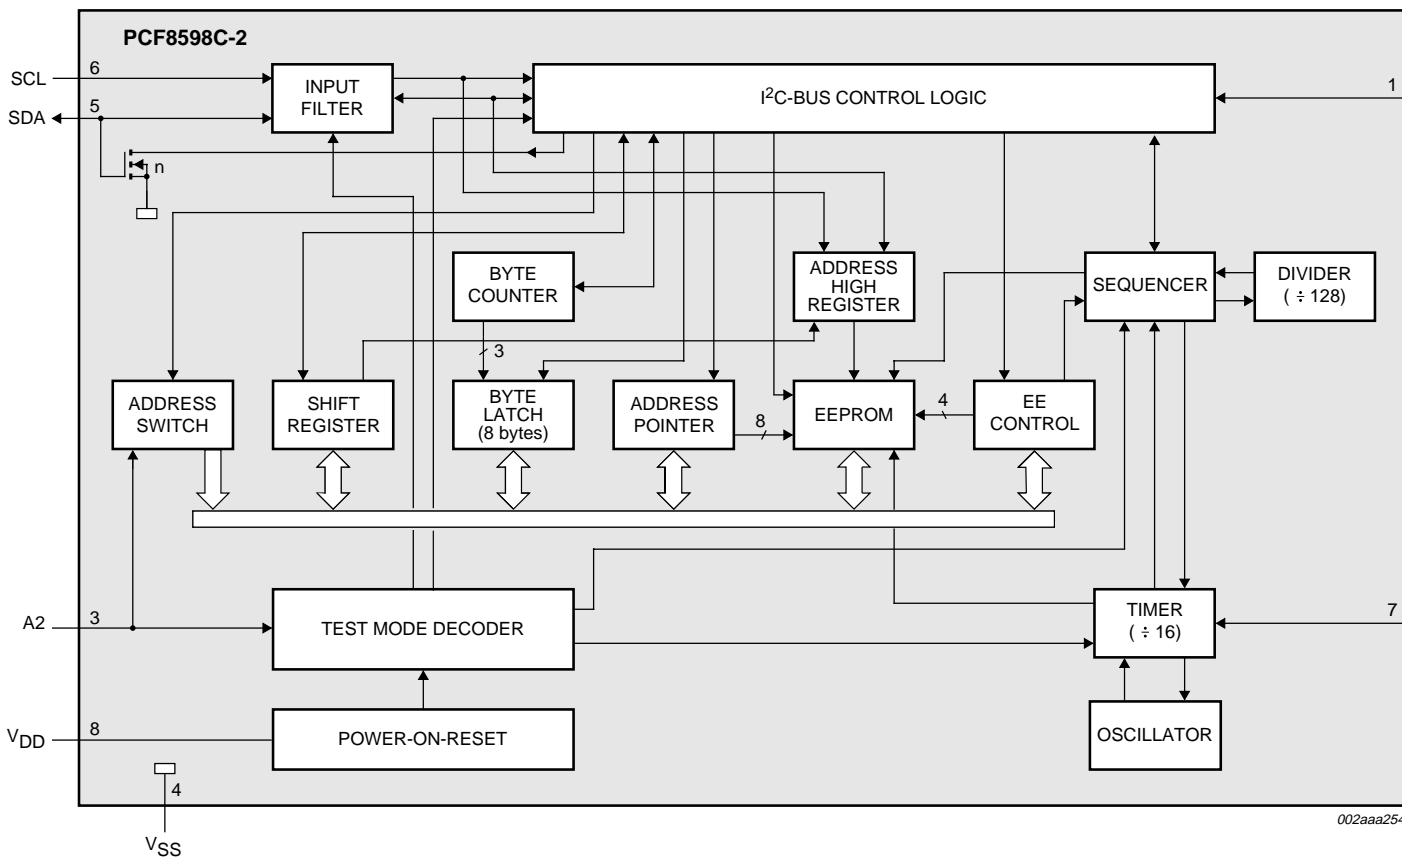 PCF8598C-2
SCL
6
INPUT
FILTER
I²C-BUS CONTROL LOGIC
1
SDA
5
n
BYTE
COUNTER
ADDRESS
HIGH
REGISTER
SEQUENCER
DIVIDER
( ÷ 128)
3
ADDRESS
SWITCH
SHIFT
REGISTER
BYTE
LATCH
(8 bytes)
ADDRESS
POINTER
8
EEPROM
4
EE
CONTROL
A2
3
TEST MODE DECODER
TIMER
( ÷ 16)
7
VDD
8
POWER-ON-RESET
OSCILLATOR
4
VSS
002aaa254